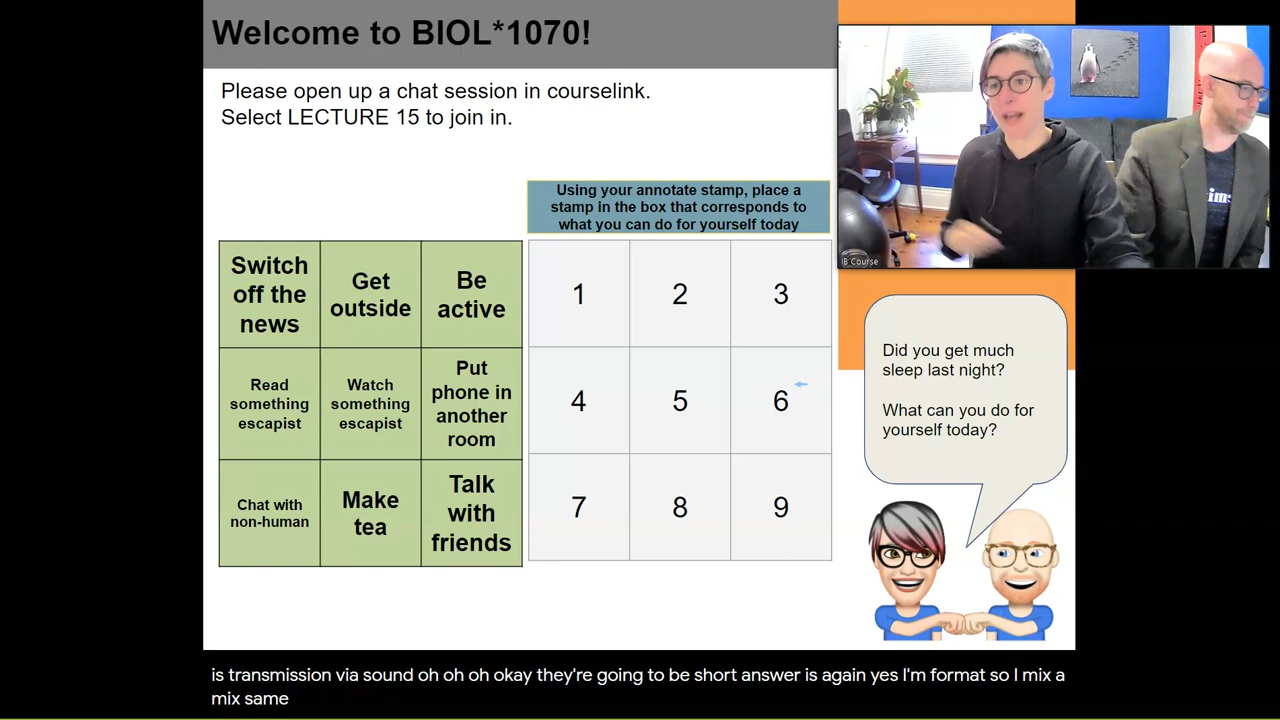 Welcome to BIOL*1070!
Please open up a chat session in courselink.
Select LECTURE 15 to join in.
Using your annotate stamp, place a
stamp in the box that corresponds to
what you can do for yourself today
Switch
off the
news
Get
outside
Be
active
1
2
3
Read
something
escapist
Watch
something
escapist
Put
phone in
another
room
4
5
6
Chat with
non-human
Make
tea
Talk
with
friends
7
8
9
IB Course
Did you get much
sleep last night?
What can you do for
yourself today?
is transmission via sound oh oh oh okay they're going to be short answer is again yes I'm format so I mix a
mix same